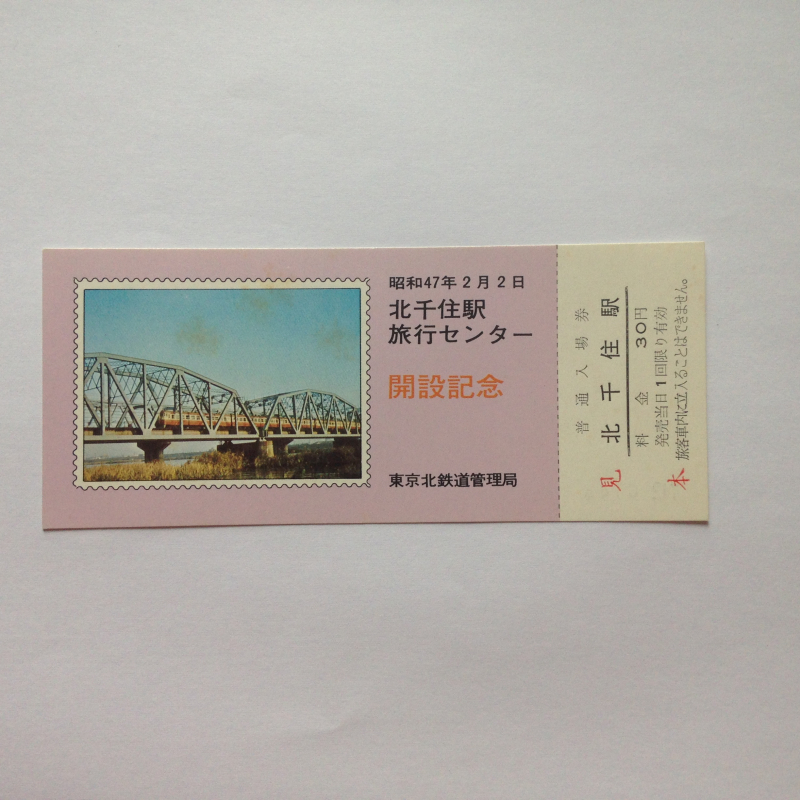 昭和47年2月2日
北千住駅
旅行センター
開設記念
東京北鉄道管理局
普通入場券
北千住駅
料金 30円
発売当日1回限り有効
旅客車内に立入ることはできません。
見本